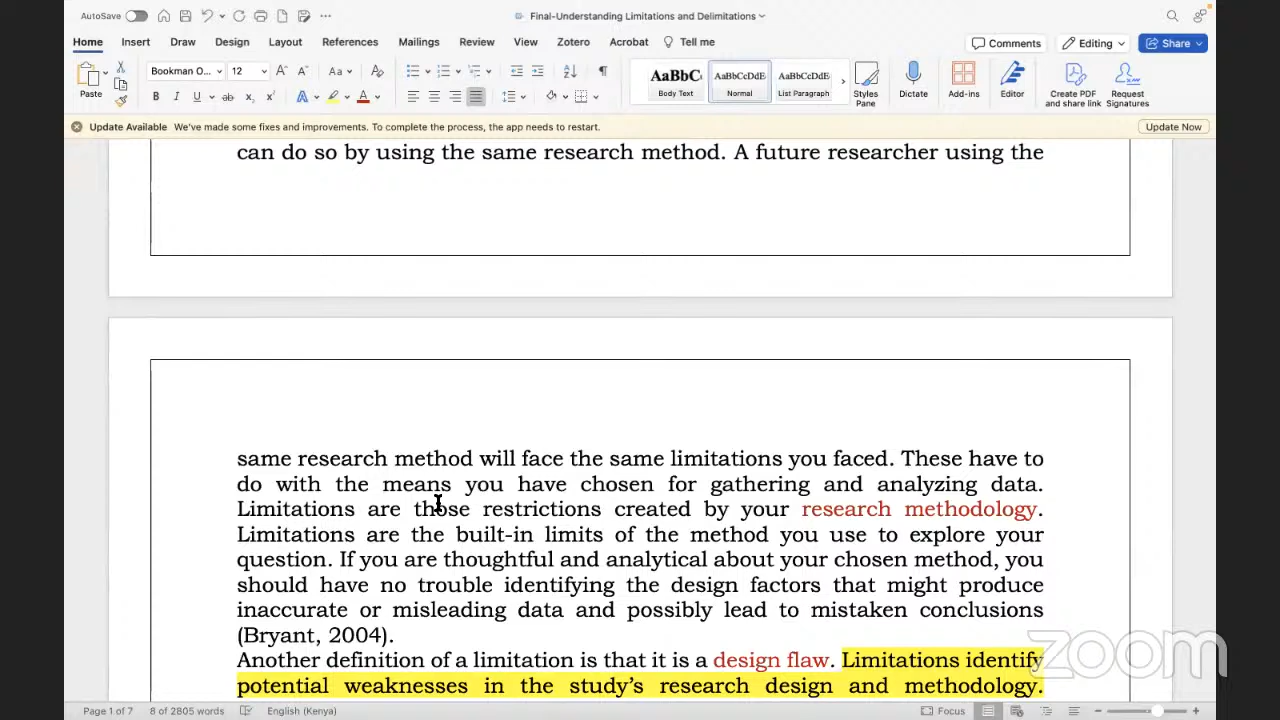 AutoSave
Final-Understanding Limitations and Delimitations
Home Insert Draw Design Layout References Mailings Review View Zotero Acrobat Tell me
Comments Editing Share
Paste
Bookman O... 12
Aa
B I U ab x₂ x² A A
AaBbC AaBbCcDdE AaBbCcDdE
Body Text Normal List Paragraph
Styles Pane
Dictate
Add-ins
Editor
Create PDF and share link
Request Signatures
Update Available We've made some fixes and improvements. To complete the process, the app needs to restart. Update Now
can do so by using the same research method. A future researcher using the
same research method will face the same limitations you faced. These have to
do with the means you have chosen for gathering and analyzing data.
Limitations are those restrictions created by your research methodology.
Limitations are the built-in limits of the method you use to explore your
question. If you are thoughtful and analytical about your chosen method, you
should have no trouble identifying the design factors that might produce
inaccurate or misleading data and possibly lead to mistaken conclusions
(Bryant, 2004).
Another definition of a limitation is that it is a design flaw. Limitations identify
potential weaknesses in the study's research design and methodology.
zoom
Page 1 of 7 8 of 2805 words English (Kenya) Focus